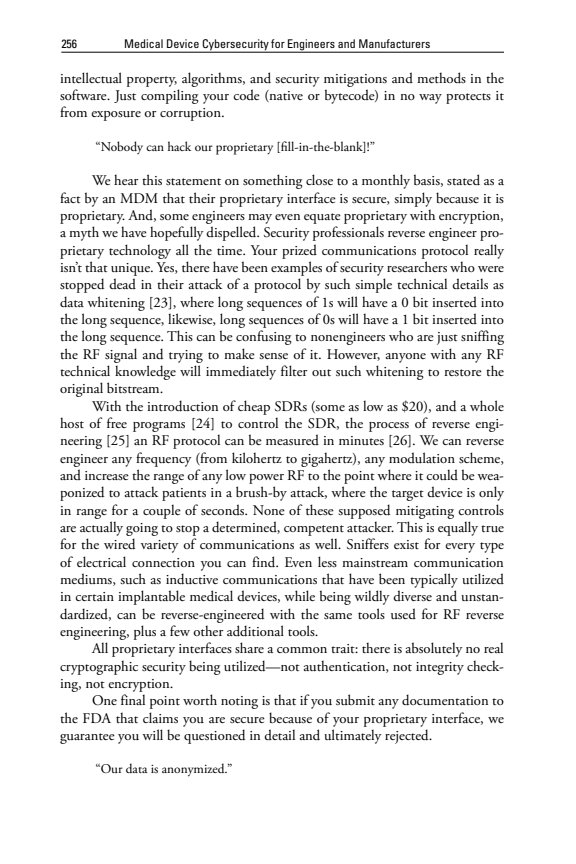 256 Medical Device Cybersecurity for Engineers and Manufacturers
intellectual property, algorithms, and security mitigations and methods in the
software. Just compiling your code (native or bytecode) in no way protects it
from exposure or corruption.
“Nobody can hack our proprietary [fill-in-the-blank]!”
We hear this statement on something close to a monthly basis, stated as a
fact by an MDM that their proprietary interface is secure, simply because it is
proprietary. And, some engineers may even equate proprietary with encryption,
a myth we have hopefully dispelled. Security professionals reverse engineer pro-
prietary technology all the time. Your prized communications protocol really
isn’t that unique. Yes, there have been examples of security researchers who were
stopped dead in their attack of a protocol by such simple technical details as
data whitening [23], where long sequences of 1s will have a 0 bit inserted into
the long sequence, likewise, long sequences of 0s will have a 1 bit inserted into
the long sequence. This can be confusing to nonengineers who are just sniffing
the RF signal and trying to make sense of it. However, anyone with any RF
technical knowledge will immediately filter out such whitening to restore the
original bitstream.
With the introduction of cheap SDRs (some as low as $20), and a whole
host of free programs [24] to control the SDR, the process of reverse engi-
neering [25] an RF protocol can be measured in minutes [26]. We can reverse
engineer any frequency (from kilohertz to gigahertz), any modulation scheme,
and increase the range of any low power RF to the point where it could be wea-
ponized to attack patients in a brush-by attack, where the target device is only
in range for a couple of seconds. None of these supposed mitigating controls
are actually going to stop a determined, competent attacker. This is equally true
for the wired variety of communications as well. Sniffers exist for every type
of electrical connection you can find. Even less mainstream communication
mediums, such as inductive communications that have been typically utilized
in certain implantable medical devices, while being wildly diverse and unstan-
dardized, can be reverse-engineered with the same tools used for RF reverse
engineering, plus a few other additional tools.
All proprietary interfaces share a common trait: there is absolutely no real
cryptographic security being utilized—not authentication, not integrity check-
ing, not encryption.
One final point worth noting is that if you submit any documentation to
the FDA that claims you are secure because of your proprietary interface, we
guarantee you will be questioned in detail and ultimately rejected.
“Our data is anonymized.”